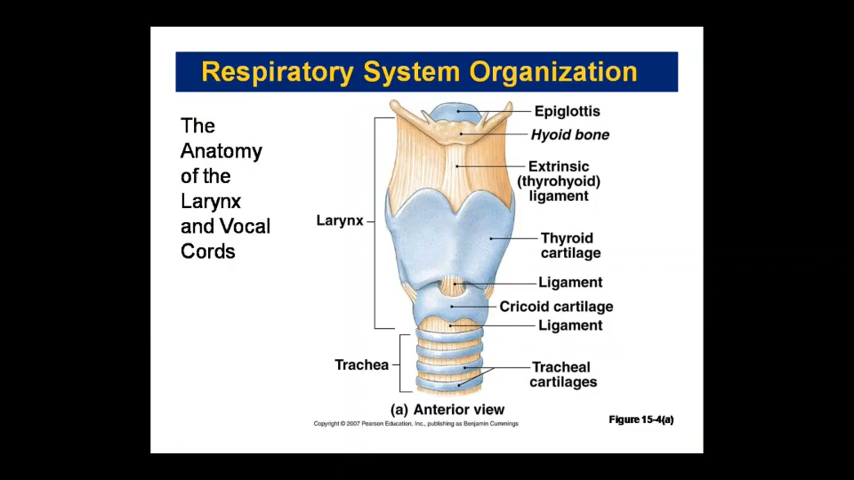 Respiratory System Organization
The
Anatomy
of the
Larynx
and Vocal
Cords
Epiglottis
Hyoid bone
Extrinsic
(thyrohyoid)
ligament
Larynx
Thyroid
cartilage
Ligament
Cricoid cartilage
Ligament
Trachea
Tracheal
cartilages
(a) Anterior view
Copyright © 2007 Pearson Education, Inc., publishing as Benjamin Cummings
Figure 15-4(a)